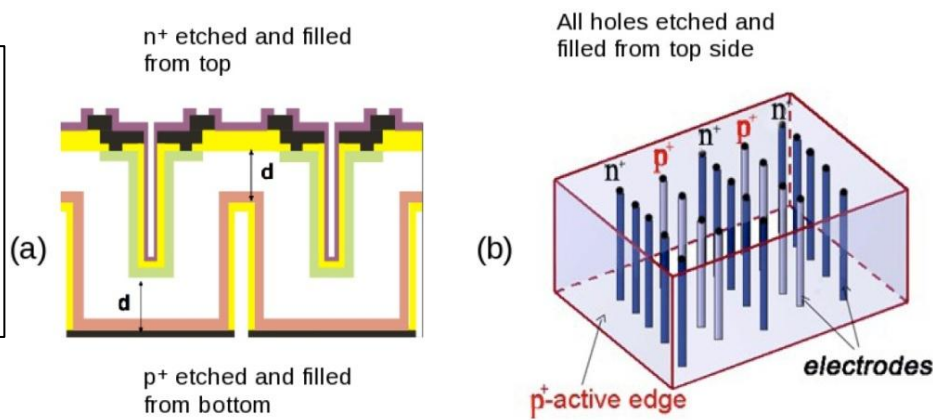 n⁺ etched and filled
from top
(a)
d
d
p⁺ etched and filled
from bottom
All holes etched and
filled from top side
(b)
n⁺
p⁺
n⁺
p⁺
n⁺
electrodes
p⁺-active edge